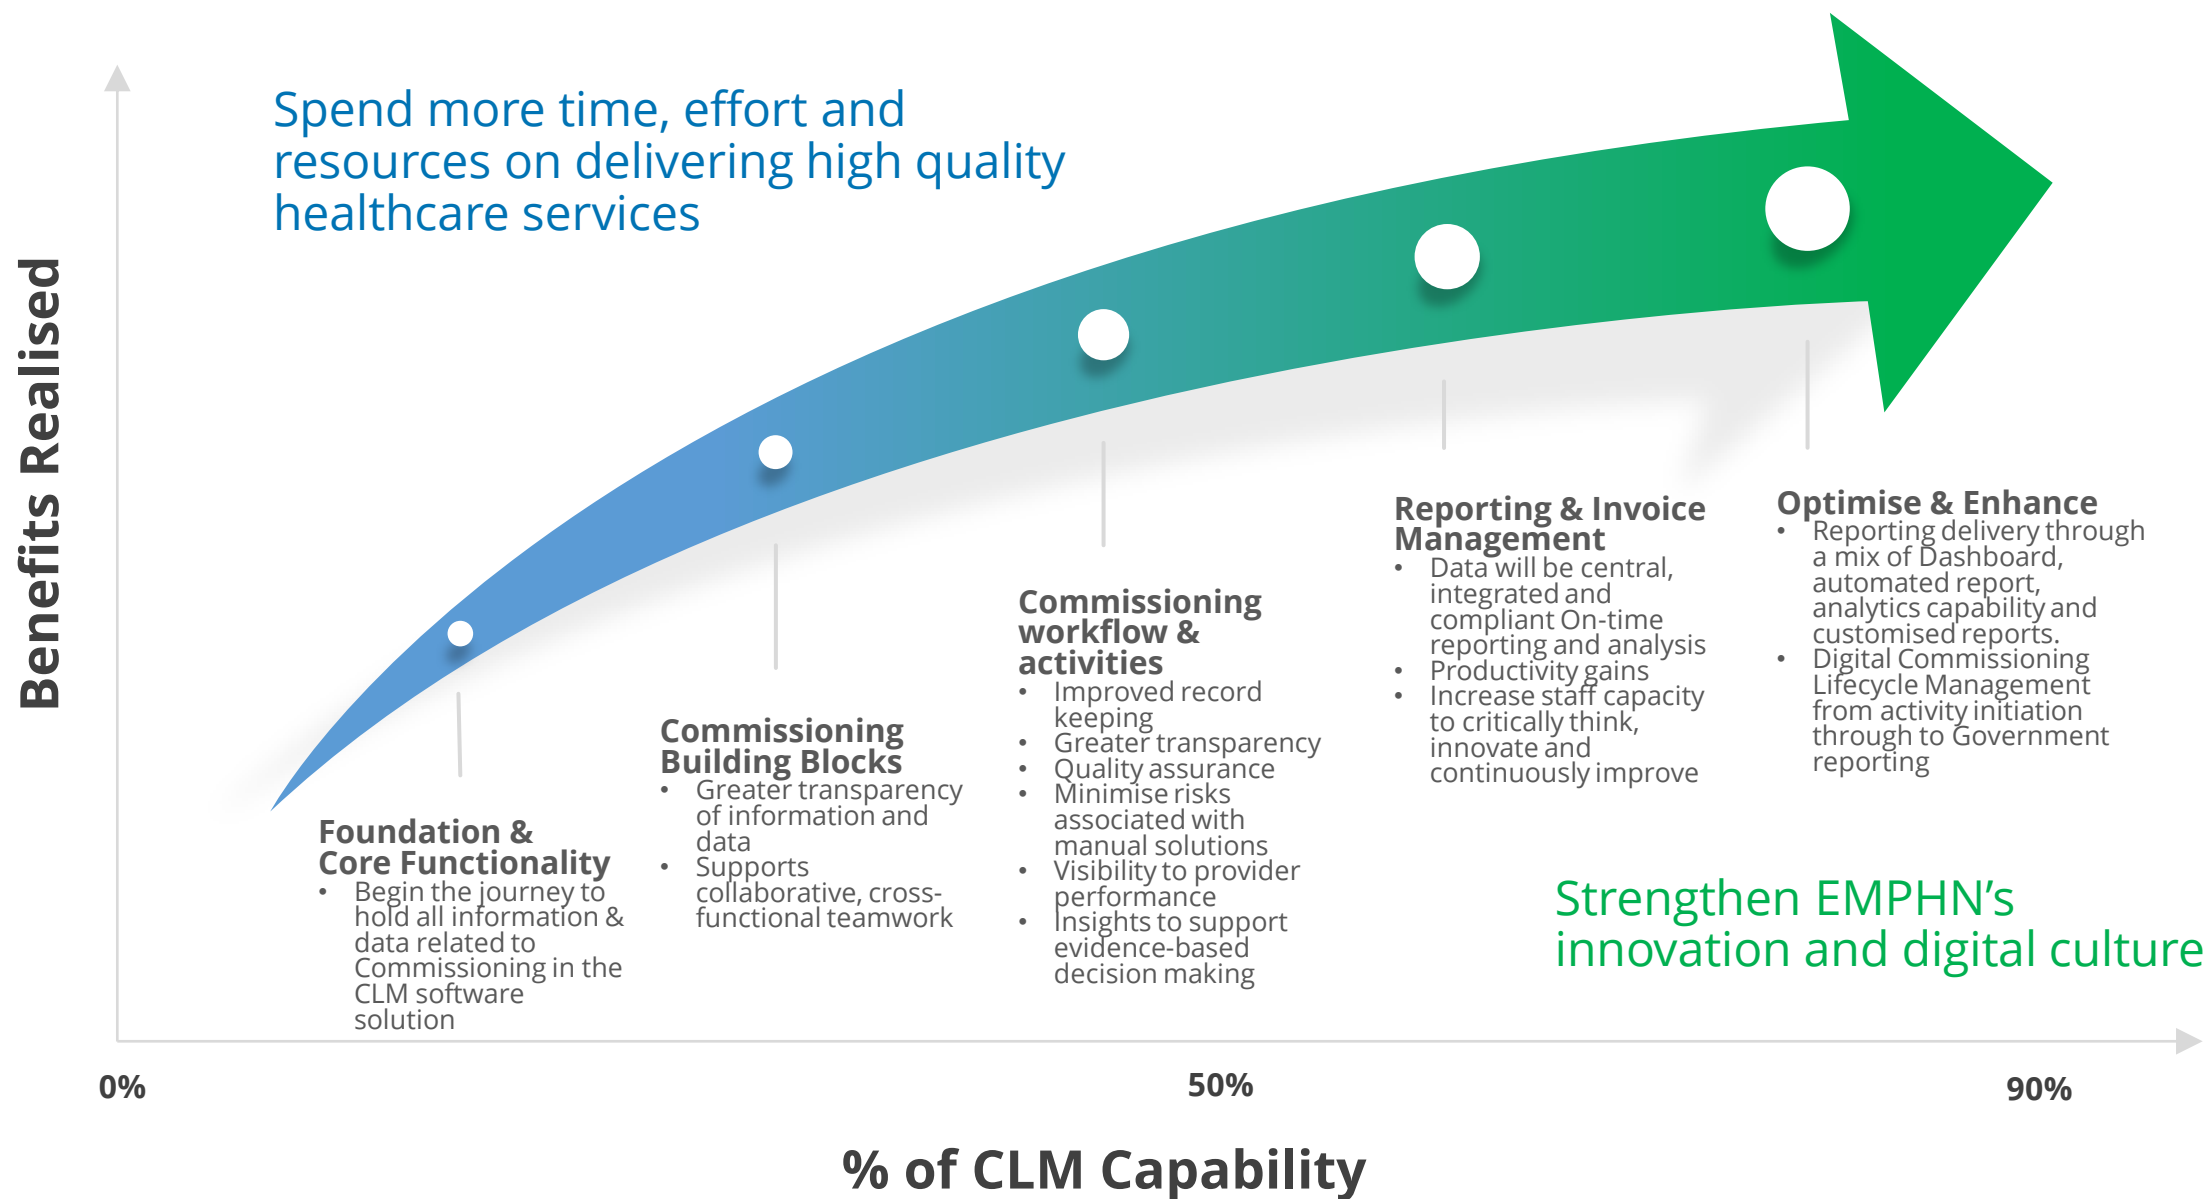 Spend more time, effort and
resources on delivering high quality
healthcare services
Benefits Realised
Foundation &
Core Functionality
• Begin the journey to
hold all information &
data related to
Commissioning in the
CLM software
solution
Commissioning
Building Blocks
• Greater transparency
of information and
data
• Supports
collaborative, cross-
functional teamwork
Commissioning
workflow &
activities
• Improved record
keeping
• Greater transparency
• Quality assurance
• Minimise risks
associated with
manual solutions
• Visibility to provider
performance
• Insights to support
evidence-based
decision making
Reporting & Invoice
Management
• Data will be central,
integrated and
compliant On-time
reporting and analysis
• Productivity gains
• Increase staff capacity
to critically think,
innovate and
continuously improve
Optimise & Enhance
• Reporting delivery through
a mix of Dashboard,
automated report,
analytics capability and
customised reports.
• Digital Commissioning
Lifecycle Management
from activity initiation
through to Government
reporting
Strengthen EMPHN’s
innovation and digital culture
0%
50%
90%
% of CLM Capability